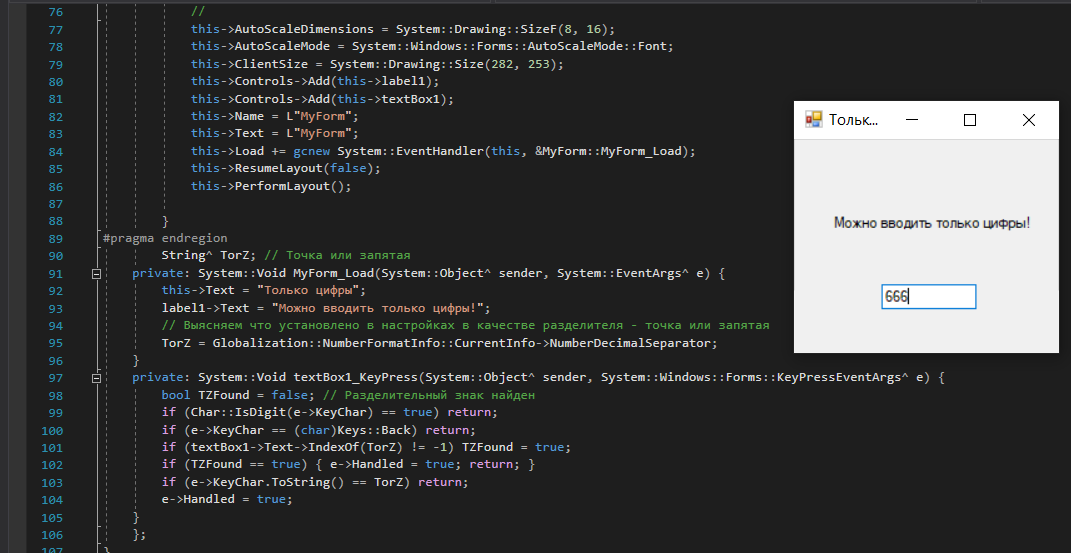 76 //
77 this->AutoScaleDimensions = System::Drawing::SizeF(8, 16);
78 this->AutoScaleMode = System::Windows::Forms::AutoScaleMode::Font;
79 this->ClientSize = System::Drawing::Size(282, 253);
80 this->Controls->Add(this->label1);
81 this->Controls->Add(this->textBox1);
82 this->Name = L"MyForm";
83 this->Text = L"MyForm";
84 this->Load += gcnew System::EventHandler(this, &MyForm::MyForm_Load);
85 this->ResumeLayout(false);
86 this->PerformLayout();
87
88 }
89 #pragma endregion
90 String^ TorZ; // Точка или запятая
91 private: System::Void MyForm_Load(System::Object^ sender, System::EventArgs^ e) {
92 this->Text = "Только цифры";
93 label1->Text = "Можно вводить только цифры!";
94 // Выясняем что установлено в настройках в качестве разделителя - точка или запятая
95 TorZ = Globalization::NumberFormatInfo::CurrentInfo->NumberDecimalSeparator;
96 }
97 private: System::Void textBox1_KeyPress(System::Object^ sender, System::Windows::Forms::KeyPressEventArgs^ e) {
98 bool TZFound = false; // Разделительный знак найден
99 if (Char::IsDigit(e->KeyChar) == true) return;
100 if (e->KeyChar == (char)Keys::Back) return;
101 if (textBox1->Text->IndexOf(TorZ) != -1) TZFound = true;
102 if (TZFound == true) { e->Handled = true; return; }
103 if (e->KeyChar.ToString() == TorZ) return;
104 e->Handled = true;
105 }
106 };
107 }
Тольк...
Можно вводить только цифры!
666